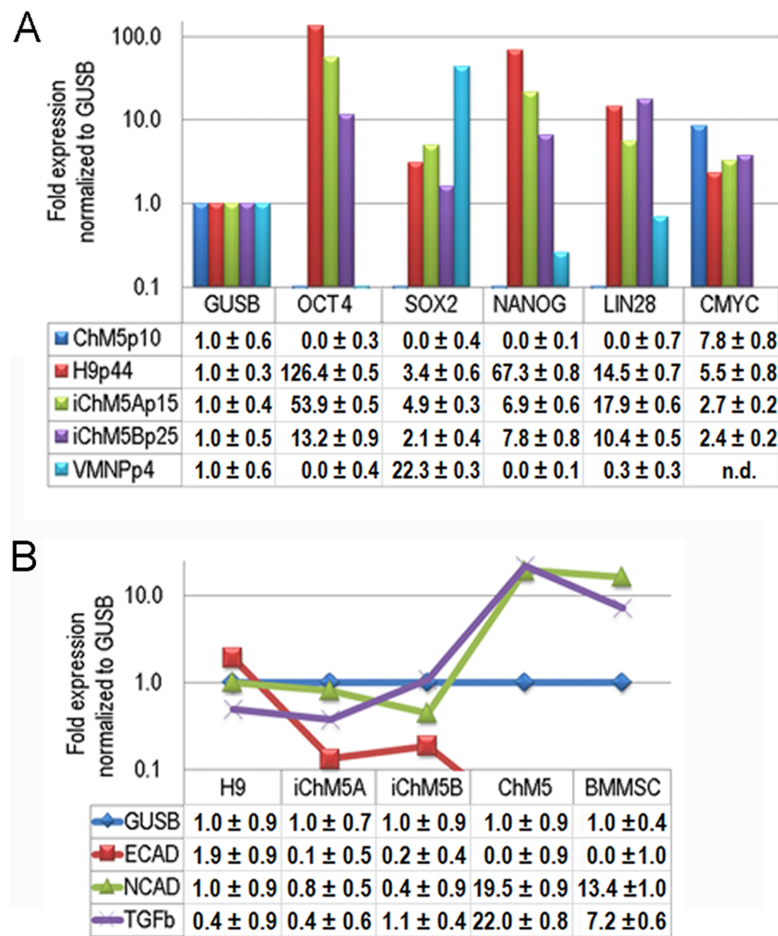 A
Fold expression
normalized to GUSB
100.0
10.0
1.0
0.1
GUSB OCT4 SOX2 NANOG LIN28 CMYC
ChM5p10 1.0 ± 0.6 0.0 ± 0.3 0.0 ± 0.4 0.0 ± 0.1 0.0 ± 0.7 7.8 ± 0.8
H9p44 1.0 ± 0.3 126.4 ± 0.5 3.4 ± 0.6 67.3 ± 0.8 14.5 ± 0.7 5.5 ± 0.8
iChM5Ap15 1.0 ± 0.4 53.9 ± 0.5 4.9 ± 0.3 6.9 ± 0.6 17.9 ± 0.6 2.7 ± 0.2
iChM5Bp25 1.0 ± 0.5 13.2 ± 0.9 2.1 ± 0.4 7.8 ± 0.8 10.4 ± 0.5 2.4 ± 0.2
VMNPp4 1.0 ± 0.6 0.0 ± 0.4 22.3 ± 0.3 0.0 ± 0.1 0.3 ± 0.3 n.d.
B
Fold expression
normalized to GUSB
10.0
1.0
0.1
H9 iChM5A iChM5B ChM5 BMMSC
GUSB 1.0 ± 0.9 1.0 ± 0.7 1.0 ± 0.9 1.0 ± 0.9 1.0 ±0.4
ECAD 1.9 ± 0.9 0.1 ± 0.5 0.2 ± 0.4 0.0 ± 0.9 0.0 ±1.0
NCAD 1.0 ± 0.9 0.8 ± 0.5 0.4 ± 0.9 19.5 ± 0.9 13.4 ±1.0
TGFb 0.4 ± 0.9 0.4 ± 0.6 1.1 ± 0.4 22.0 ± 0.8 7.2 ±0.6